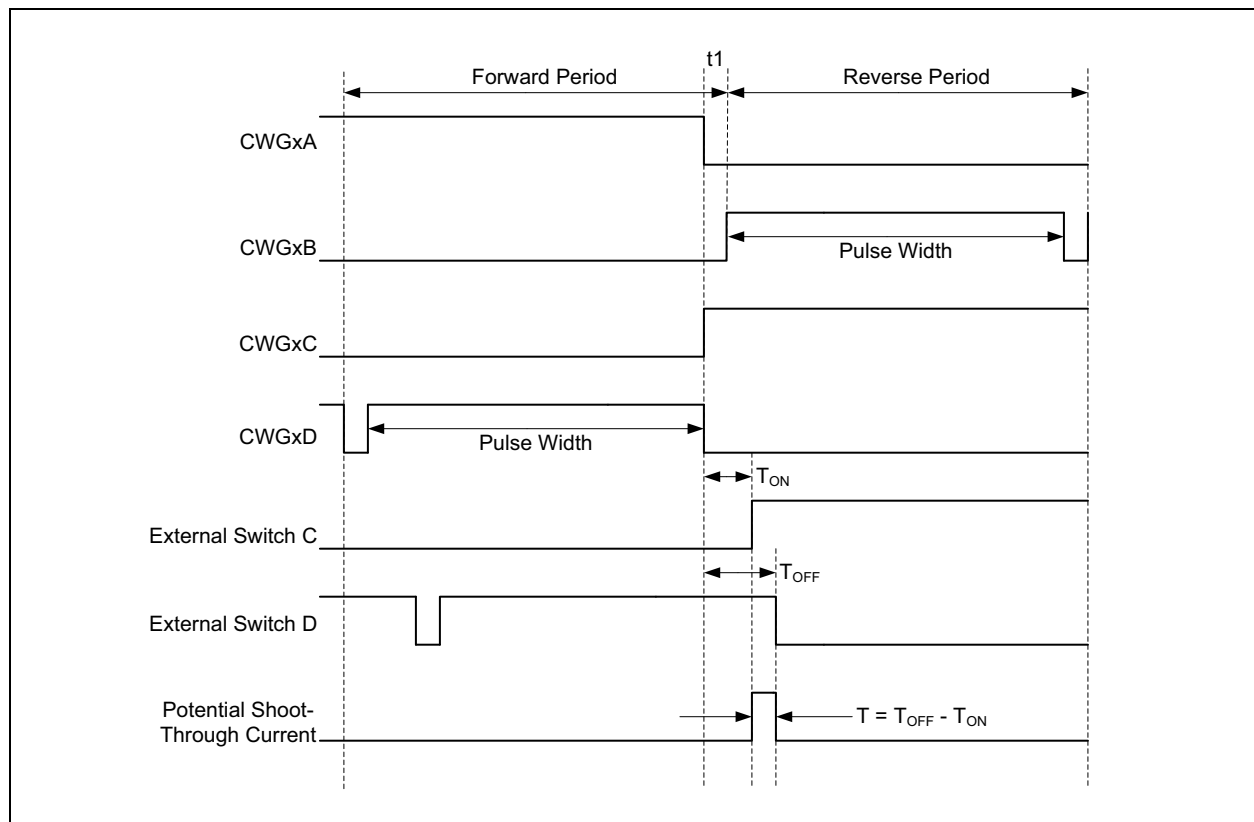 t1
Forward Period
Reverse Period
CWGxA
CWGxB
Pulse Width
CWGxC
CWGxD
Pulse Width
TON
External Switch C
TOFF
External Switch D
Potential Shoot-
Through Current
T = TOFF - TON